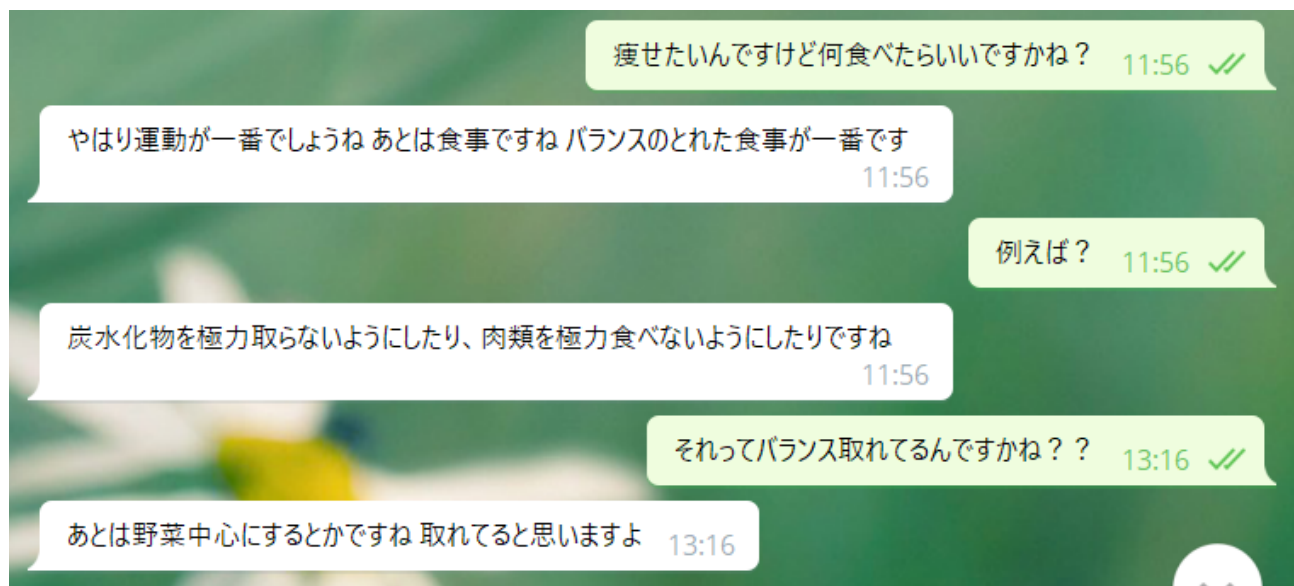 痩せたいんですけど何食べたらいいですかね？ 11:56
やはり運動が一番でしょうね あとは食事ですね バランスのとれた食事が一番です
11:56
例えば？ 11:56
炭水化物を極力取らないようにしたり、肉類を極力食べないようにしたりですね
11:56
それってバランス取れてるんですかね？？ 13:16
あとは野菜中心にするとかですね 取れてると思いますよ 13:16